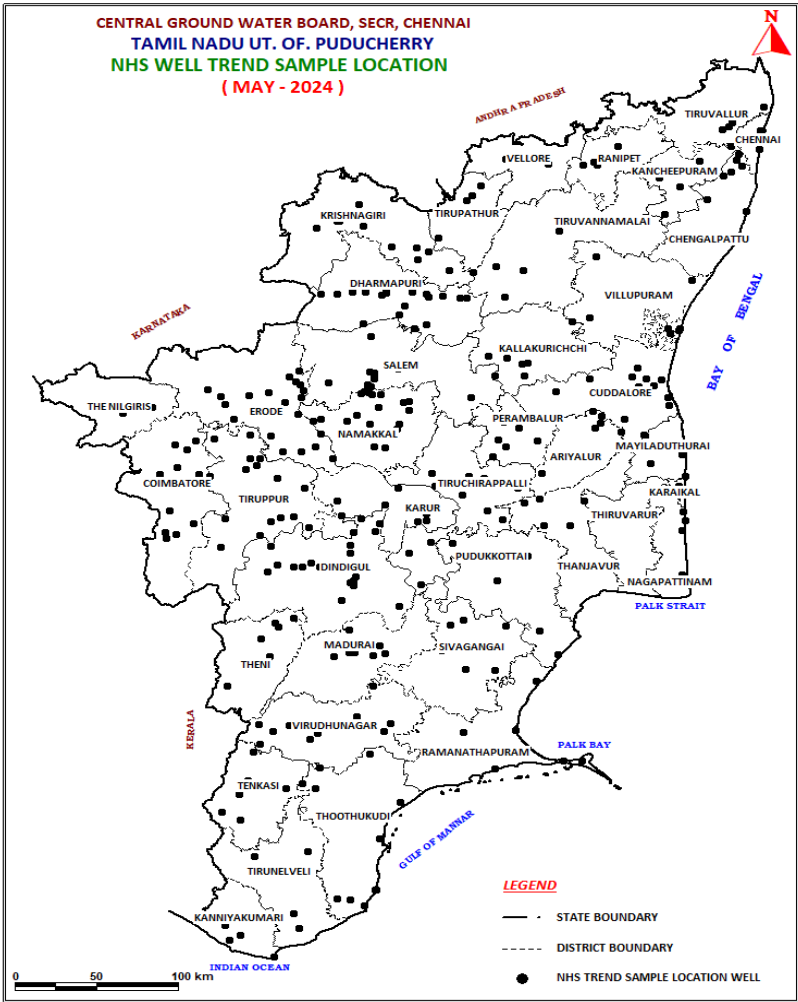 CENTRAL GROUND WATER BOARD, SECR, CHENNAI
TAMIL NADU UT. OF. PUDUCHERRY
NHS WELL TREND SAMPLE LOCATION
( MAY - 2024 )
N
ANDHRA PRADESH
TIRUVALLUR
CHENNAI
VELLORE
RANIPET
KANCHEEPURAM
KRISHNAGIRI
TIRUPATHUR
TIRUVANNAMALAI
CHENGALPATTU
DHARMAPURI
VILLUPURAM
BAY OF BENGAL
KARNATAKA
KALLAKURICHCHI
SALEM
CUDDALORE
THE NILGIRIS
ERODE
PERAMBALUR
NAMAKKAL
MAYILADUTHURAI
ARIYALUR
COIMBATORE
TIRUCHIRAPPALLI
KARAIKAL
TIRUPPUR
KARUR
THIRUVARUR
PUDUKKOTTAI
DINDIGUL
THANJAVUR
NAGAPATTINAM
PALK STRAIT
MADURAI
SIVAGANGAI
THENI
KERALA
VIRUDHUNAGAR
PALK BAY
RAMANATHAPURAM
TENKASI
THOOTHUKUDI
GULF OF MANNAR
TIRUNELVELI
LEGEND
KANNIYAKUMARI
STATE BOUNDARY
DISTRICT BOUNDARY
INDIAN OCEAN
NHS TREND SAMPLE LOCATION WELL
0 50 100 km